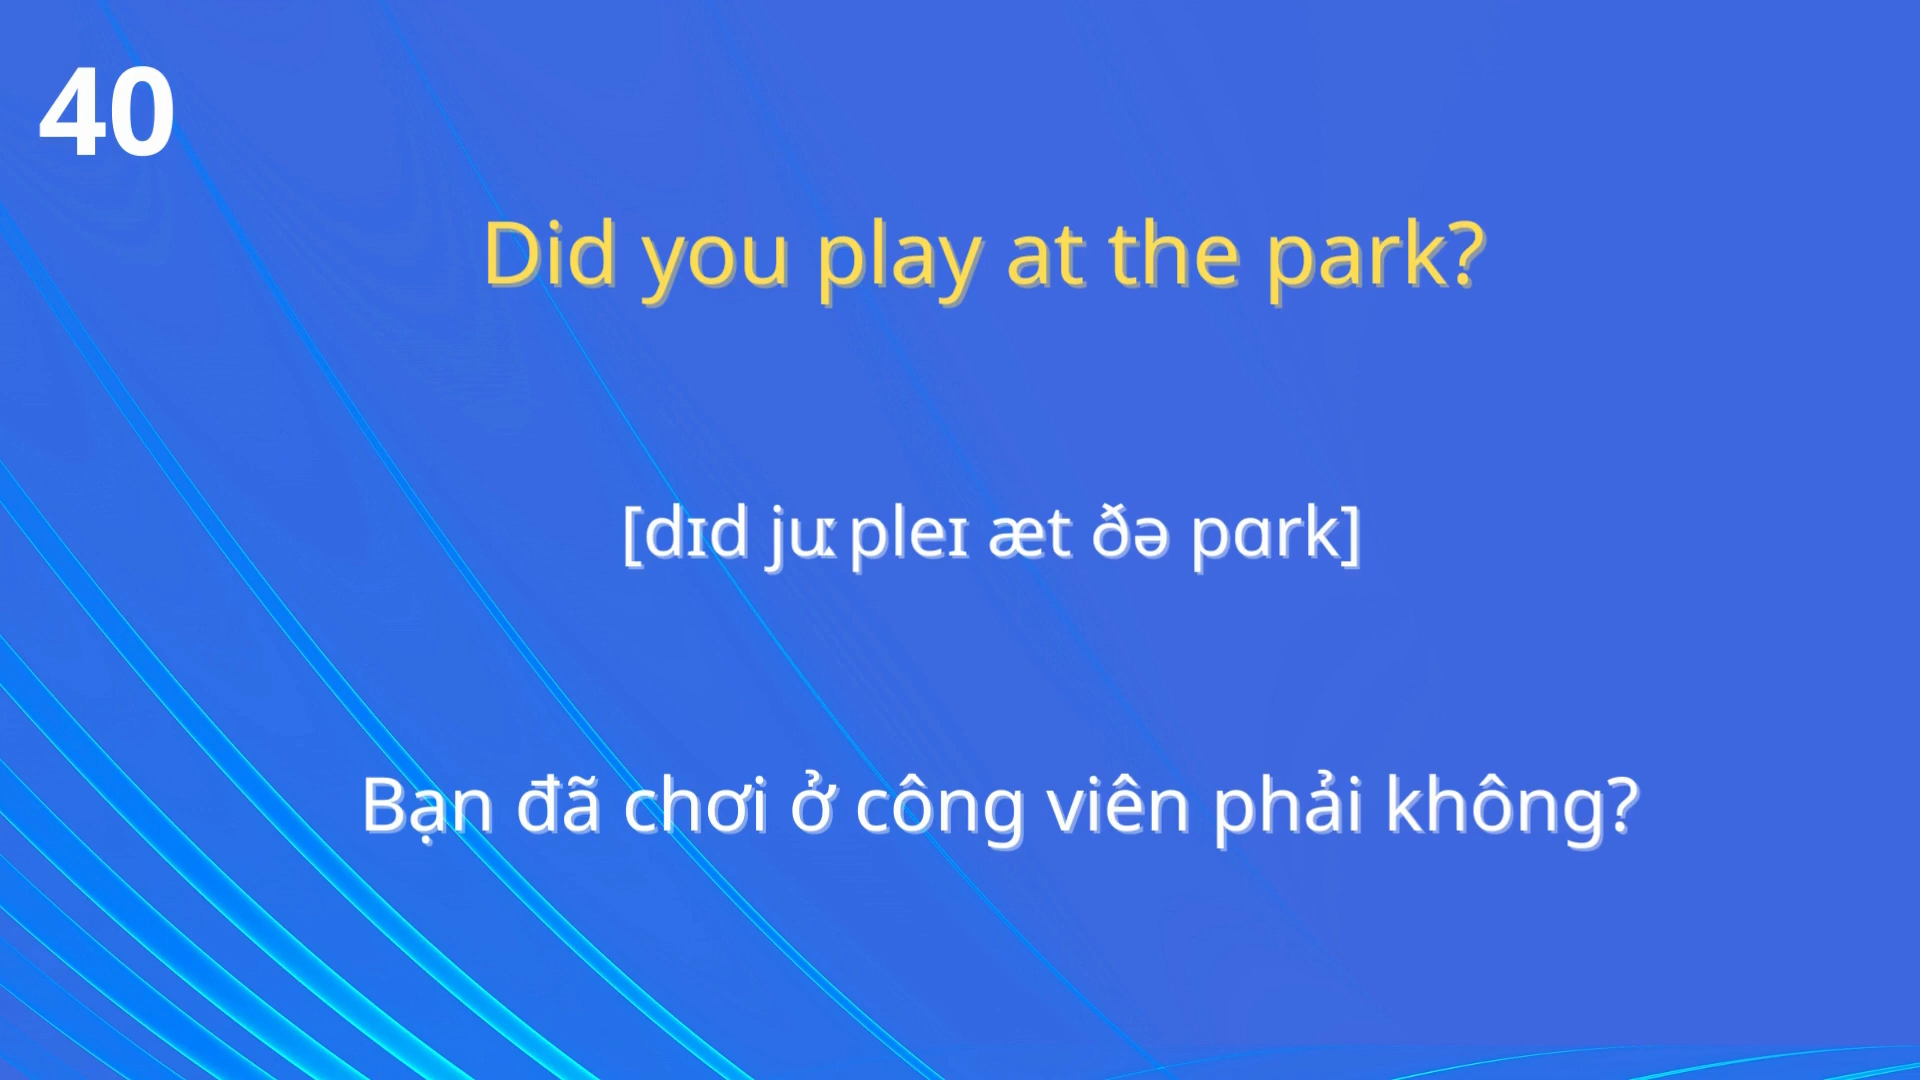 40
Did you play at the park?
[dɪd juː pleɪ æt ðə pɑrk]
Bạn đã chơi ở công viên phải không?